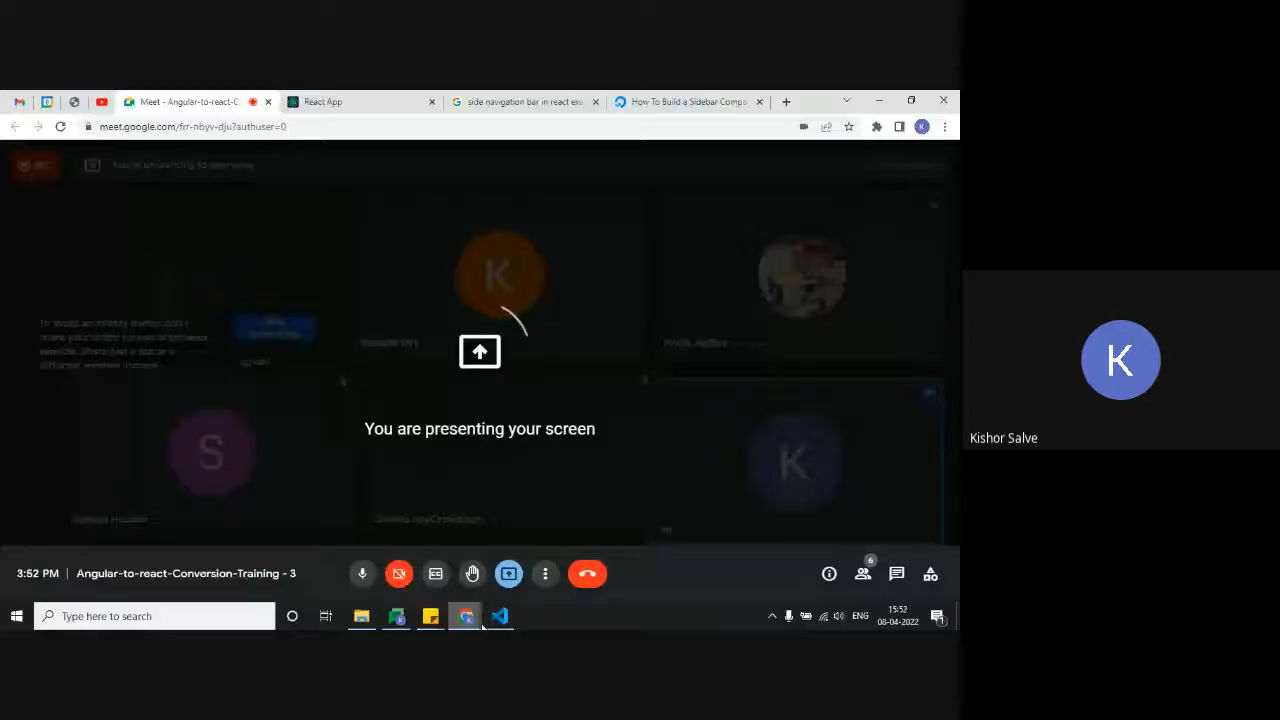 Meet - Angular-to-react-C
React App
side navigation bar in react exa
How To Build a Sidebar Compo
meet.google.com/frr-nbyv-dju?authuser=0
K
K
S
K
You are presenting your screen
K
Kishor Salve
3:52 PM | Angular-to-react-Conversion-Training - 3
6
Type here to search
ENG
15:52
08-04-2022
1